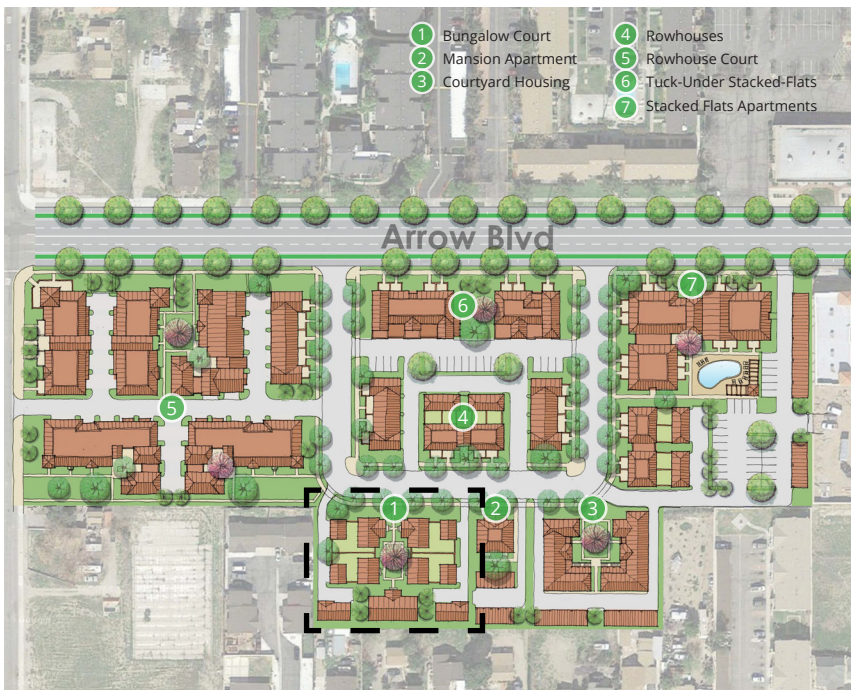 1 Bungalow Court
2 Mansion Apartment
3 Courtyard Housing
4 Rowhouses
5 Rowhouse Court
6 Tuck-Under Stacked-Flats
7 Stacked Flats Apartments
Arrow Blvd
7
6
5
4
1
2
3